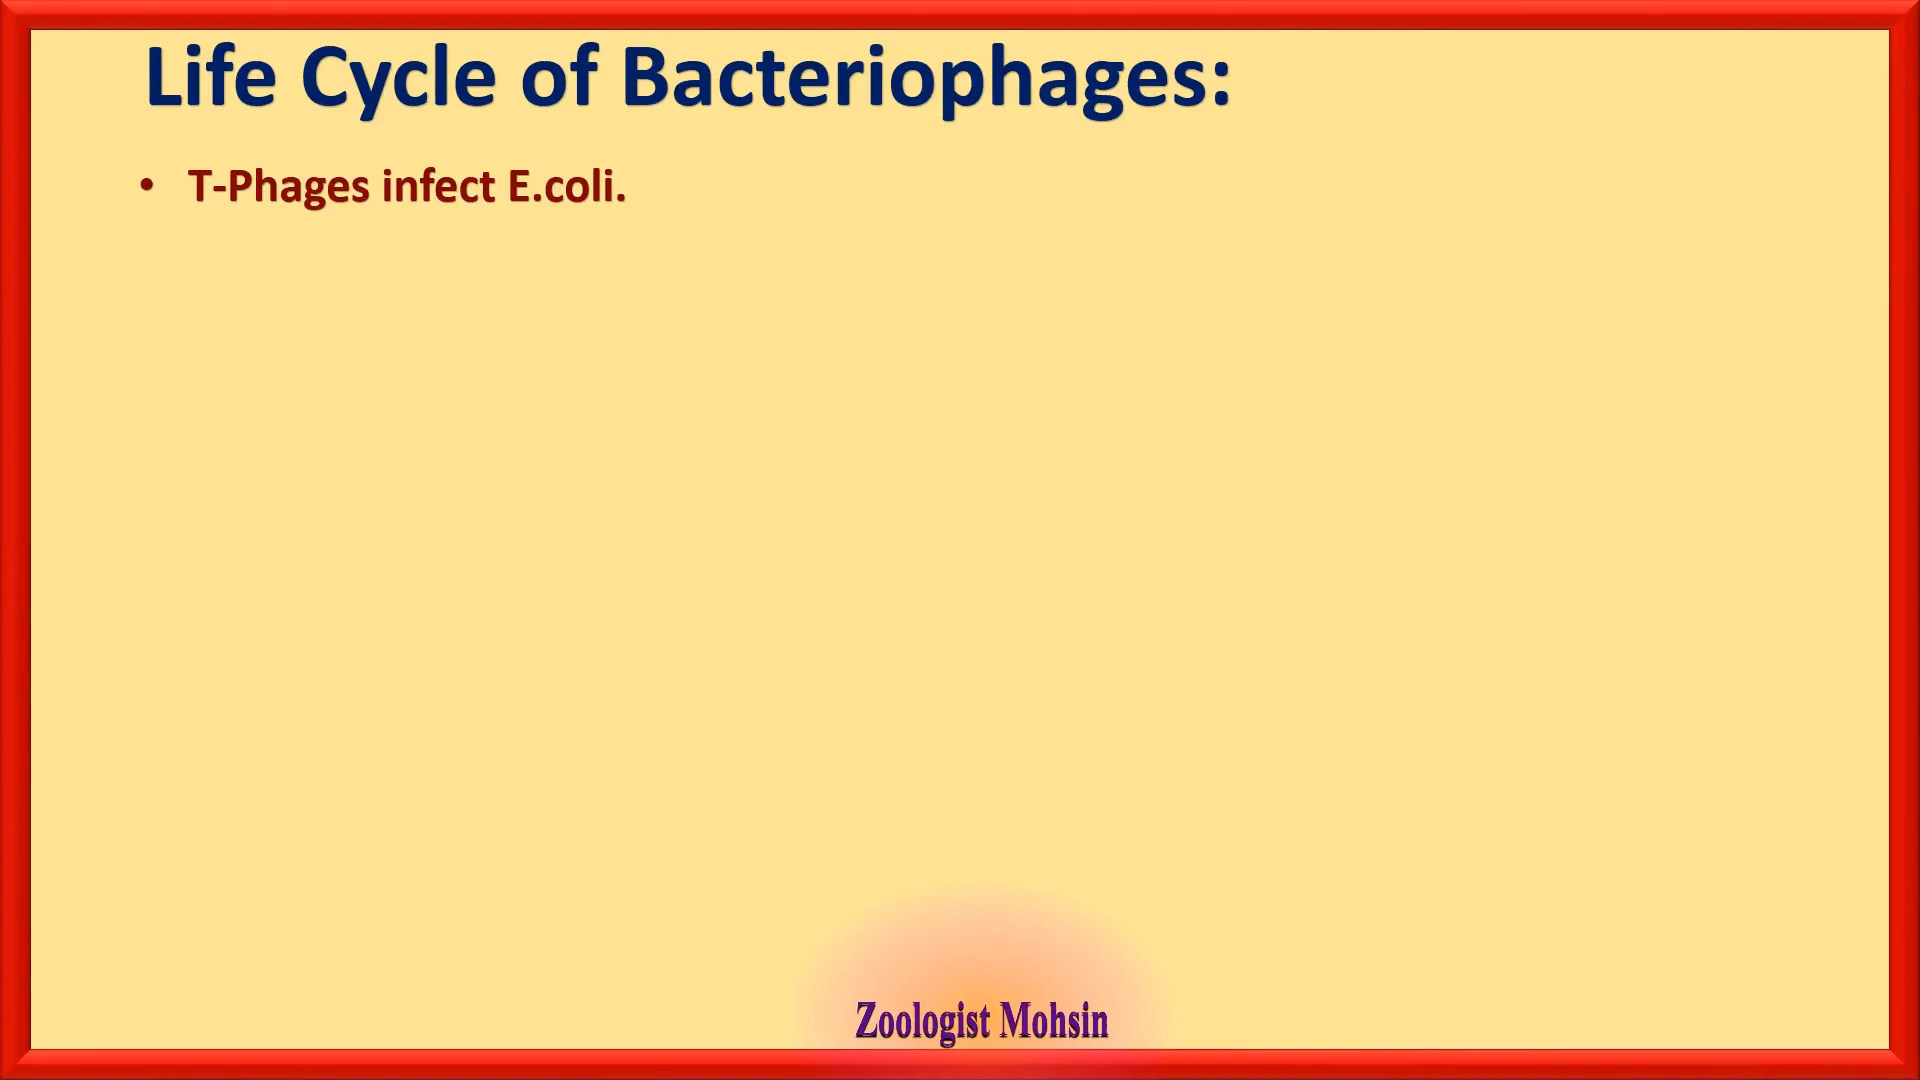 Life Cycle of Bacteriophages:
• T-Phages infect E.coli.
Zoologist Mohsin